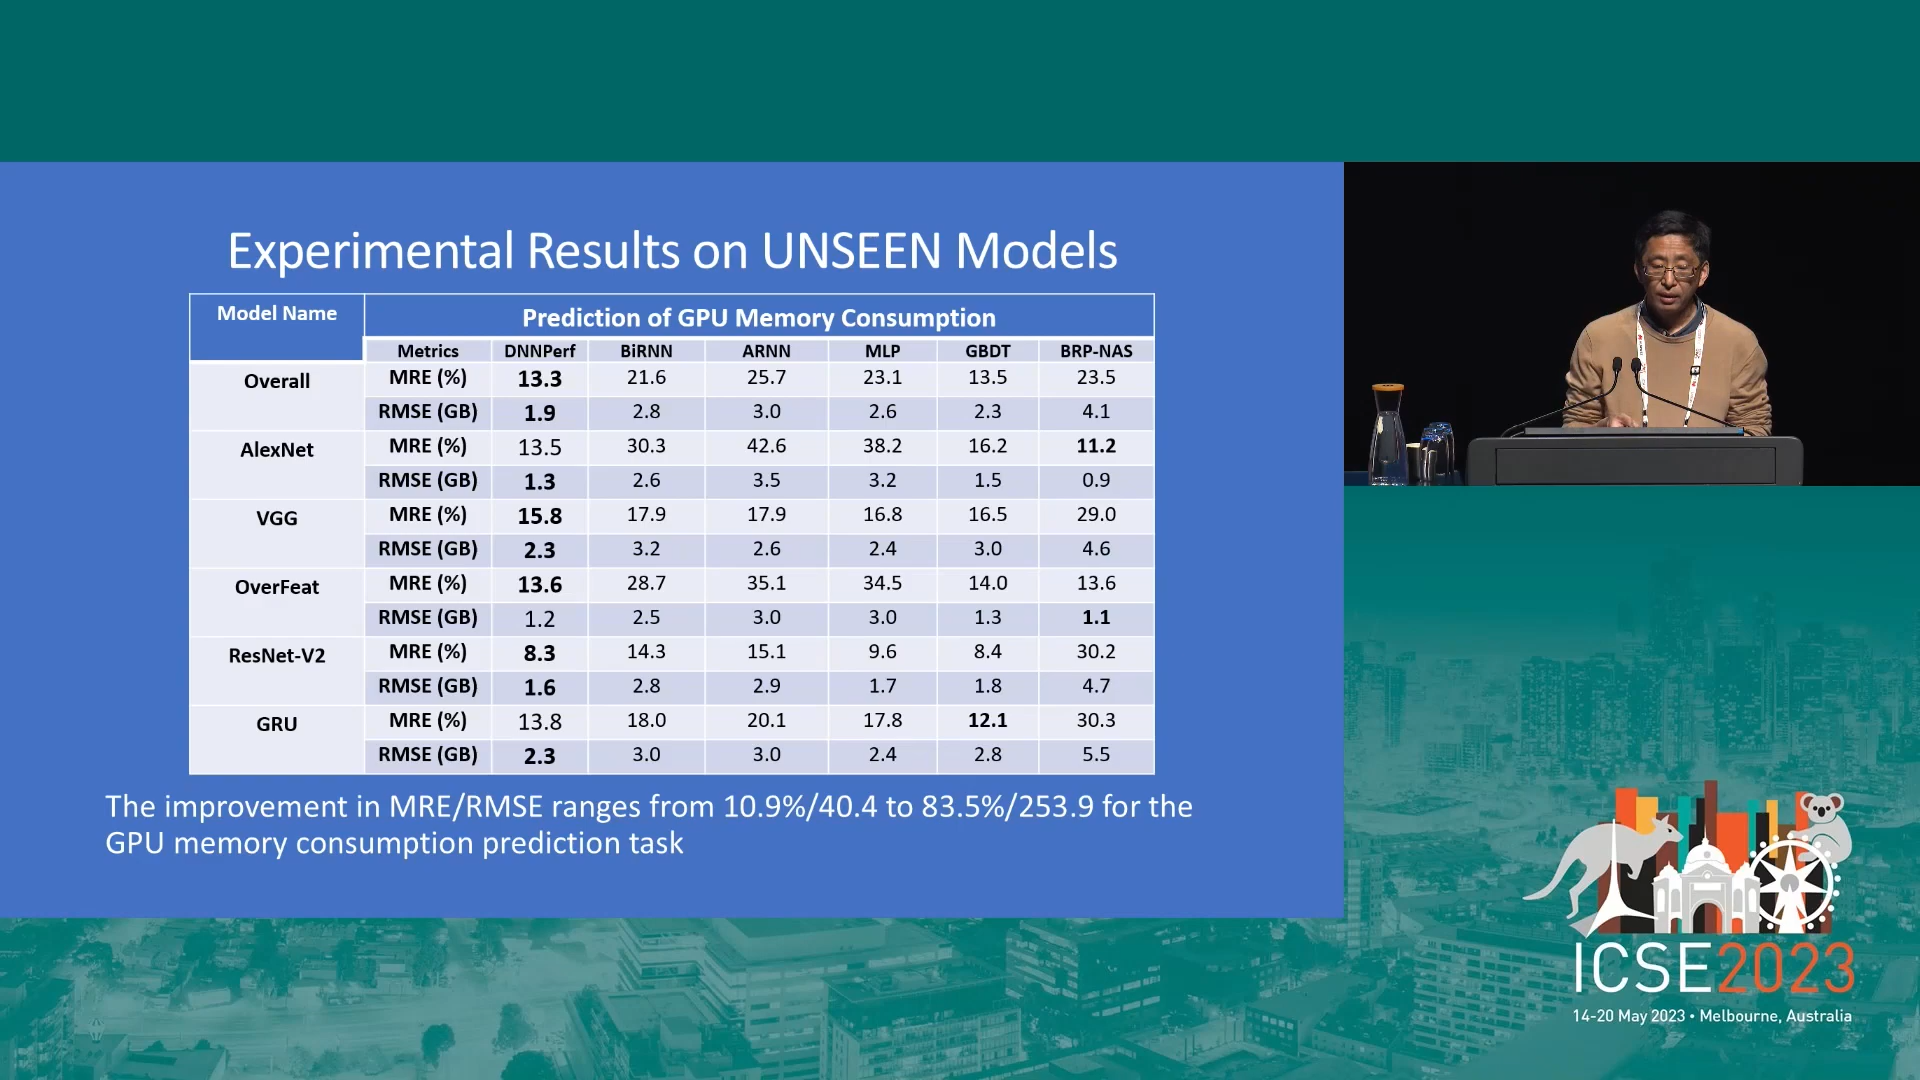 Experimental Results on UNSEEN Models
Model Name Prediction of GPU Memory Consumption
Metrics DNNPerf BiRNN ARNN MLP GBDT BRP-NAS
Overall MRE (%) 13.3 21.6 25.7 23.1 13.5 23.5
RMSE (GB) 1.9 2.8 3.0 2.6 2.3 4.1
AlexNet MRE (%) 13.5 30.3 42.6 38.2 16.2 11.2
RMSE (GB) 1.3 2.6 3.5 3.2 1.5 0.9
VGG MRE (%) 15.8 17.9 17.9 16.8 16.5 29.0
RMSE (GB) 2.3 3.2 2.6 2.4 3.0 4.6
OverFeat MRE (%) 13.6 28.7 35.1 34.5 14.0 13.6
RMSE (GB) 1.2 2.5 3.0 3.0 1.3 1.1
ResNet-V2 MRE (%) 8.3 14.3 15.1 9.6 8.4 30.2
RMSE (GB) 1.6 2.8 2.9 1.7 1.8 4.7
GRU MRE (%) 13.8 18.0 20.1 17.8 12.1 30.3
RMSE (GB) 2.3 3.0 3.0 2.4 2.8 5.5
The improvement in MRE/RMSE ranges from 10.9%/40.4 to 83.5%/253.9 for the
GPU memory consumption prediction task
ICSE2023
14-20 May 2023 • Melbourne, Australia